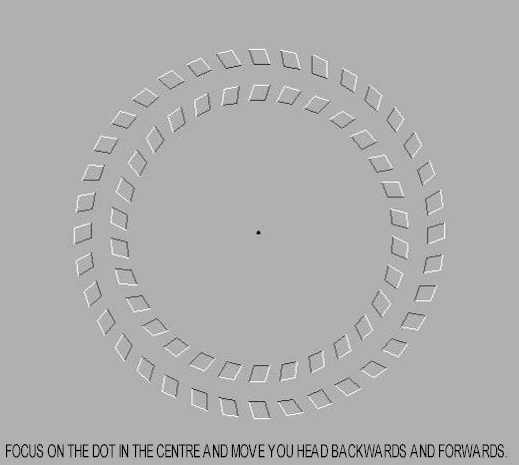 FOCUS ON THE DOT IN THE CENTRE AND MOVE YOU HEAD BACKWARDS AND FORWARDS.